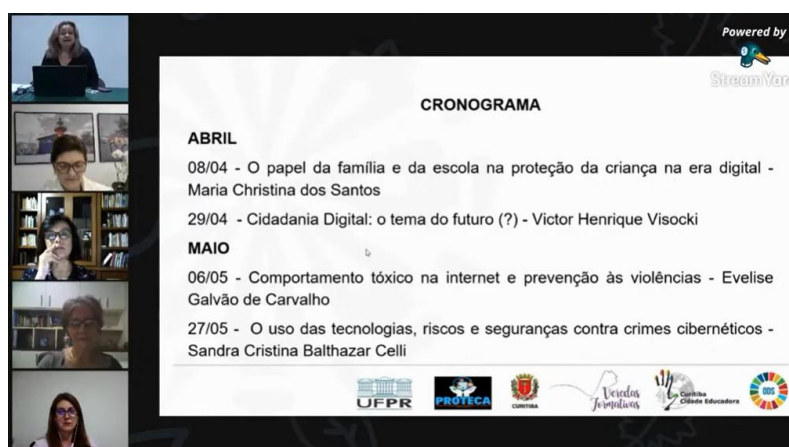 Powered by
StreamYard
CRONOGRAMA
ABRIL
08/04 - O papel da família e da escola na proteção da criança na era digital -
Maria Christina dos Santos
29/04 - Cidadania Digital: o tema do futuro (?) - Victor Henrique Visocki
MAIO
06/05 - Comportamento tóxico na internet e prevenção às violências - Evelise
Galvão de Carvalho
27/05 - O uso das tecnologias, riscos e seguranças contra crimes cibernéticos -
Sandra Cristina Balthazar Celli
UFPR
PROTECA
CURITIBA
Veredas
Formativas
Curitiba
Cidade Educadora
ODS